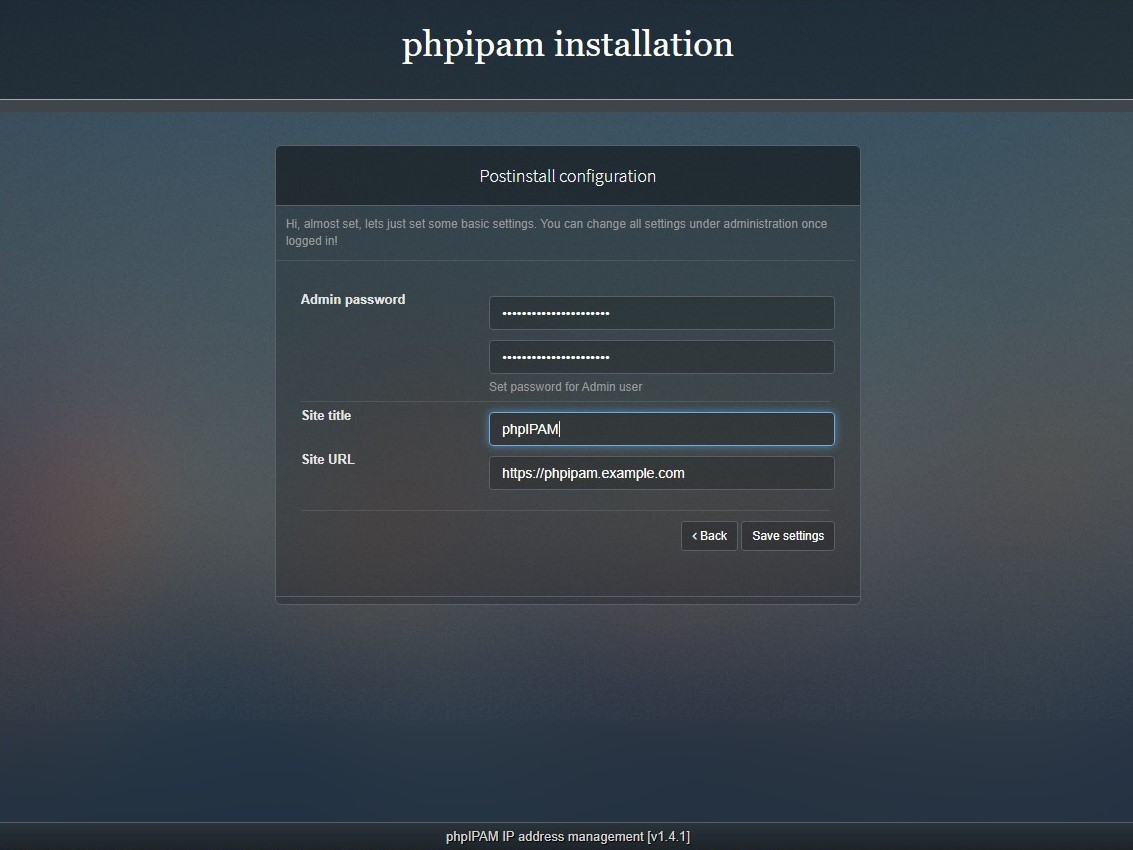 phpipam installation
Postinstall configuration
Hi, almost set, lets just set some basic settings. You can change all settings under administration once
logged in!
Admin password
••••••••••••••••••••••
••••••••••••••••••••••
Set password for Admin user
Site title
phpIPAM
Site URL
https://phpipam.example.com
‹ Back
Save settings
phpIPAM IP address management [v1.4.1]